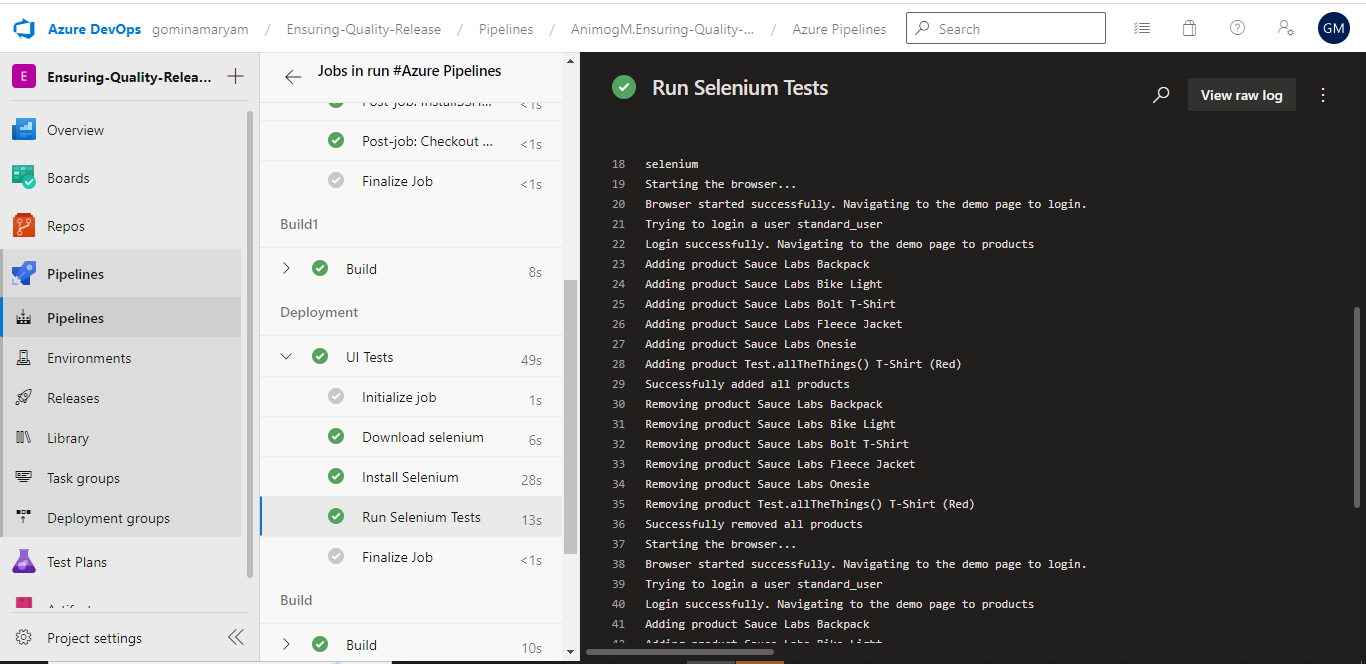 Azure DevOps gominamaryam / Ensuring-Quality-Release / Pipelines / AnimogM.Ensuring-Quality-... / Azure Pipelines Search GM
E Ensuring-Quality-Relea...
Overview
Boards
Repos
Pipelines
Pipelines
Environments
Releases
Library
Task groups
Deployment groups
Test Plans
Project settings
Jobs in run #Azure Pipelines
<1s
Post-job: Checkout ... <1s
Finalize Job <1s
Build1
Build 8s
Deployment
UI Tests 49s
Initialize job 1s
Download selenium 6s
Install Selenium 28s
Run Selenium Tests 13s
Finalize Job <1s
Build
Build 10s
Run Selenium Tests
View raw log
18 selenium
19 Starting the browser...
20 Browser started successfully. Navigating to the demo page to login.
21 Trying to login a user standard_user
22 Login successfully. Navigating to the demo page to products
23 Adding product Sauce Labs Backpack
24 Adding product Sauce Labs Bike Light
25 Adding product Sauce Labs Bolt T-Shirt
26 Adding product Sauce Labs Fleece Jacket
27 Adding product Sauce Labs Onesie
28 Adding product Test.allTheThings() T-Shirt (Red)
29 Successfully added all products
30 Removing product Sauce Labs Backpack
31 Removing product Sauce Labs Bike Light
32 Removing product Sauce Labs Bolt T-Shirt
33 Removing product Sauce Labs Fleece Jacket
34 Removing product Sauce Labs Onesie
35 Removing product Test.allTheThings() T-Shirt (Red)
36 Successfully removed all products
37 Starting the browser...
38 Browser started successfully. Navigating to the demo page to login.
39 Trying to login a user standard_user
40 Login successfully. Navigating to the demo page to products
41 Adding product Sauce Labs Backpack
42 Adding product Sauce Labs Bike Light